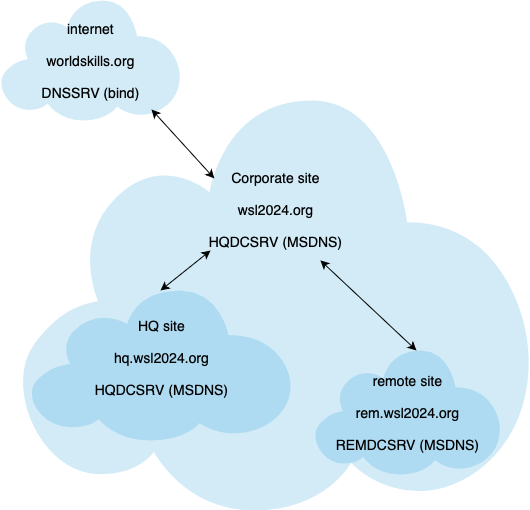 internet
worldskills.org
DNSSRV (bind)
Corporate site
wsl2024.org
HQDCSRV (MSDNS)
HQ site
hq.wsl2024.org
HQDCSRV (MSDNS)
remote site
rem.wsl2024.org
REMDCSRV (MSDNS)